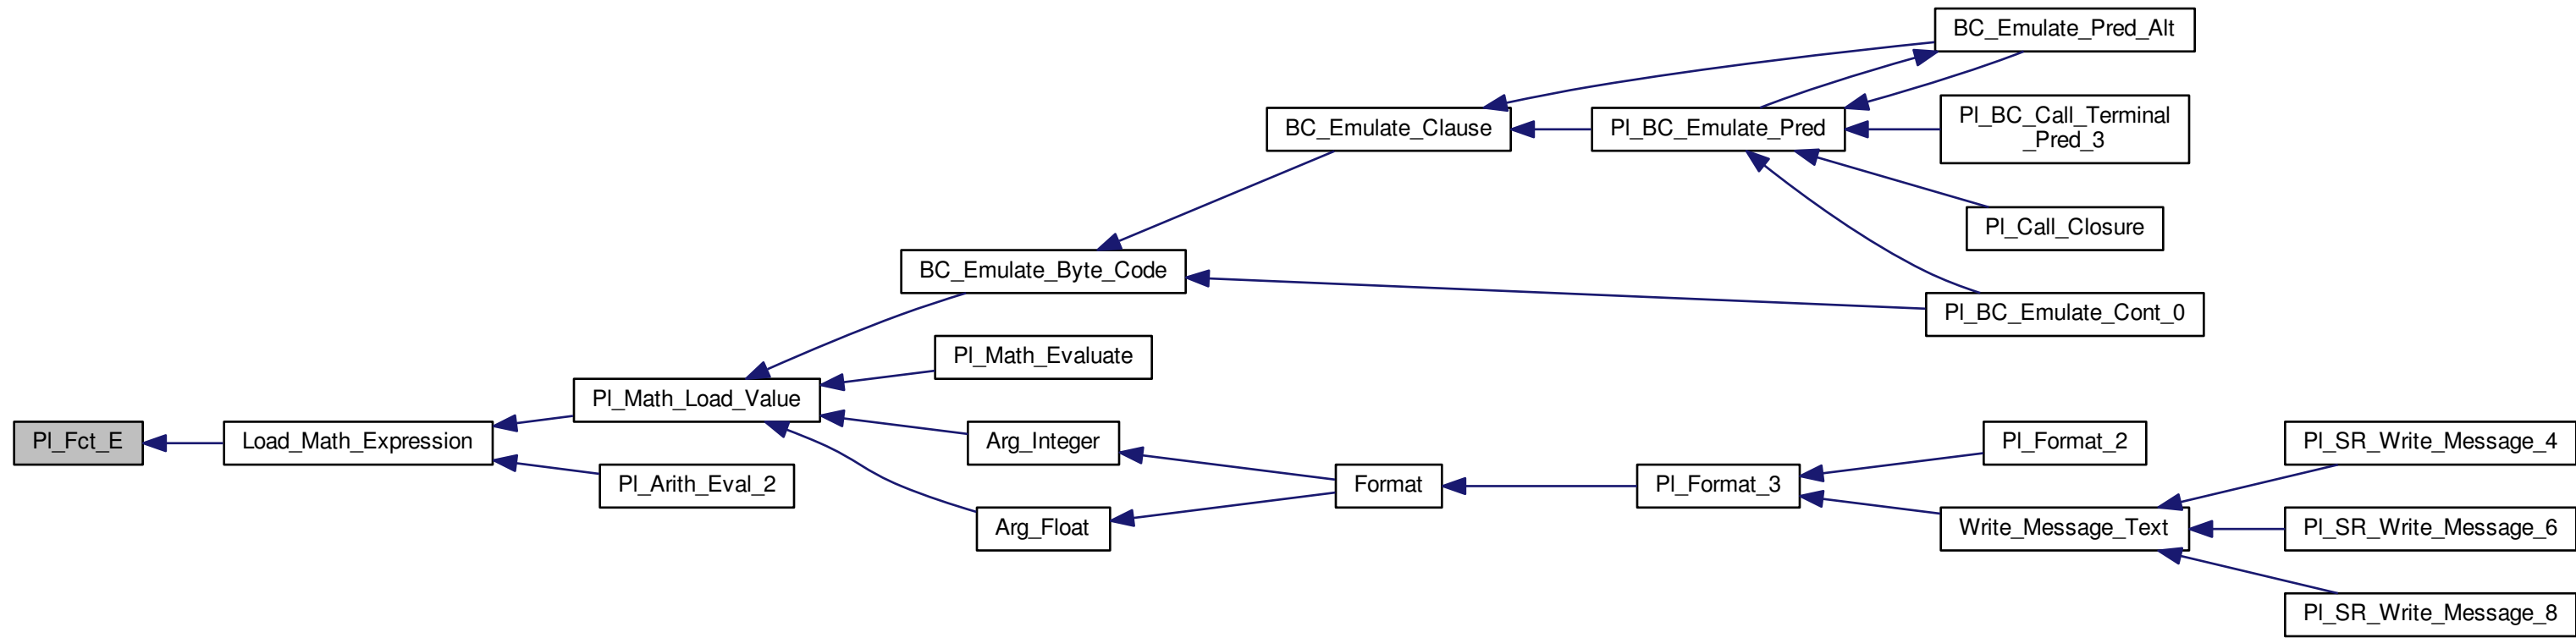 BC_Emulate_Pred_Alt
Pl_BC_Call_Terminal
_Pred_3
BC_Emulate_Clause
Pl_BC_Emulate_Pred
Pl_Call_Closure
BC_Emulate_Byte_Code
Pl_BC_Emulate_Cont_0
Pl_Math_Evaluate
Pl_Math_Load_Value
Pl_Fct_E
Load_Math_Expression
Arg_Integer
Pl_Format_2
Pl_SR_Write_Message_4
Pl_Arith_Eval_2
Format
Pl_Format_3
Arg_Float
Write_Message_Text
Pl_SR_Write_Message_6
Pl_SR_Write_Message_8